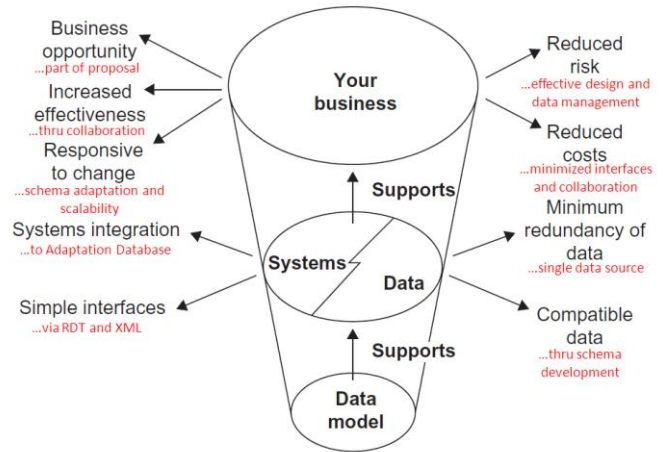 Business
opportunity
...part of proposal
Increased
effectiveness
...thru collaboration
Responsive
to change
...schema adaptation and
scalability
Systems integration
...to Adaptation Database
Simple interfaces
...via RDT and XML
Your
business
Supports
Systems
Data
Supports
Data
model
Reduced
risk
...effective design and
data management
Reduced
costs
...minimized interfaces
and collaboration
Minimum
redundancy of
data
...single data source
Compatible
data
...thru schema
development